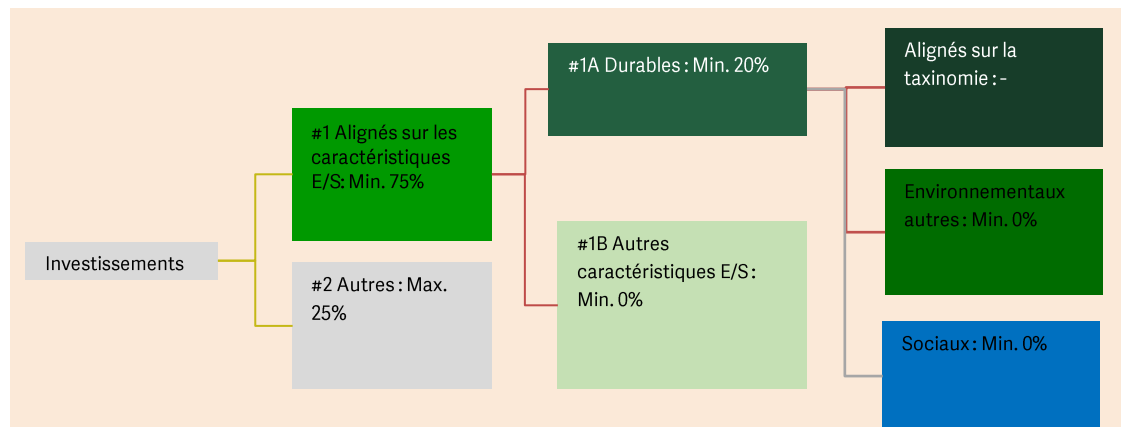 Investissements
#1 Alignés sur les
caractéristiques
E/S: Min. 75%
#2 Autres : Max.
25%
#1A Durables : Min. 20%
#1B Autres
caractéristiques E/S :
Min. 0%
Alignés sur la
taxinomie : -
Environnementaux
autres : Min. 0%
Sociaux : Min. 0%